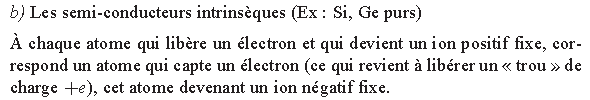 b) Les semi-conducteurs intrinsèques (Ex : Si, Ge purs)
À chaque atome qui libère un électron et qui devient un ion positif fixe, cor-
respond un atome qui capte un électron (ce qui revient à libérer un « trou » de
charge +e), cet atome devenant un ion négatif fixe.